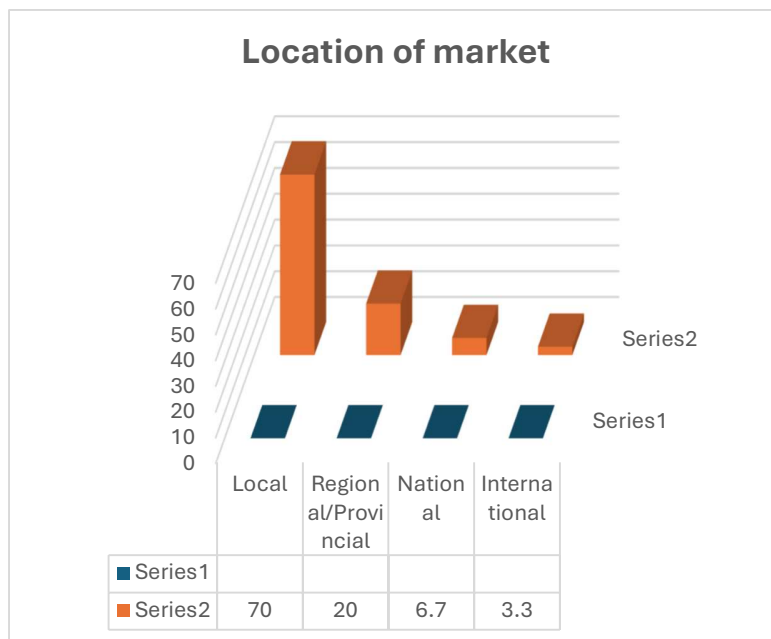 Location of market
70
60
50
40
30
20
10
0
Series2
Series1
Local
Region
al/Provi
ncial
Nation
al
Interna
tional
Series1
Series2 70 20 6.7 3.3